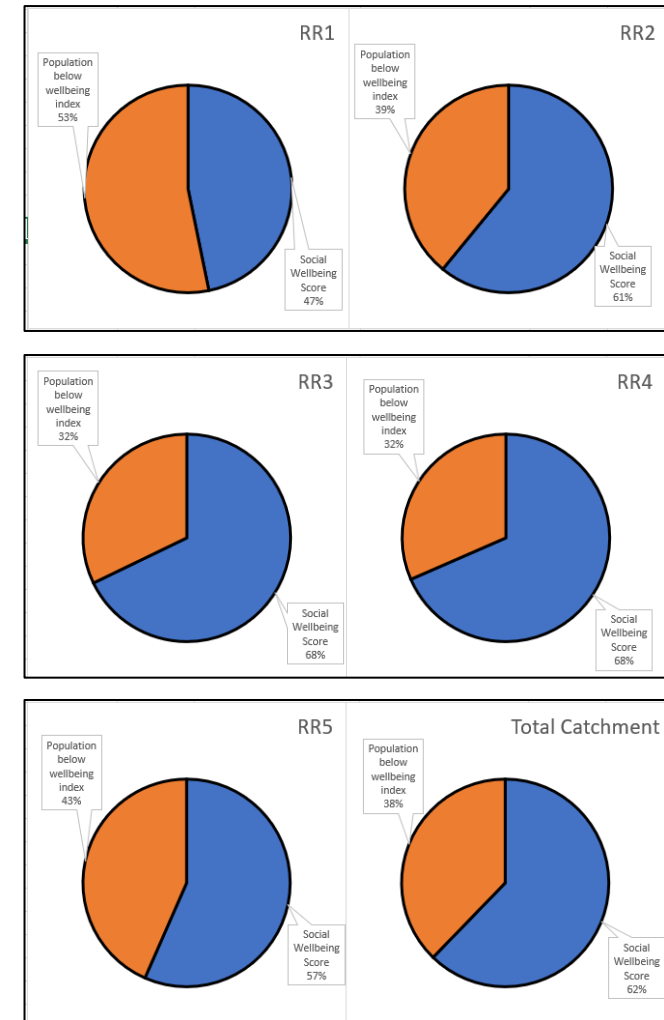 RR1
Population
below
wellbeing
index
53%
Social
Wellbeing
Score
47%
RR2
Population
below
wellbeing
index
39%
Social
Wellbeing
Score
61%
RR3
Population
below
wellbeing
index
32%
Social
Wellbeing
Score
68%
RR4
Population
below
wellbeing
index
32%
Social
Wellbeing
Score
68%
RR5
Population
below
wellbeing
index
43%
Social
Wellbeing
Score
57%
Total Catchment
Population
below
wellbeing
index
38%
Social
Wellbeing
Score
62%